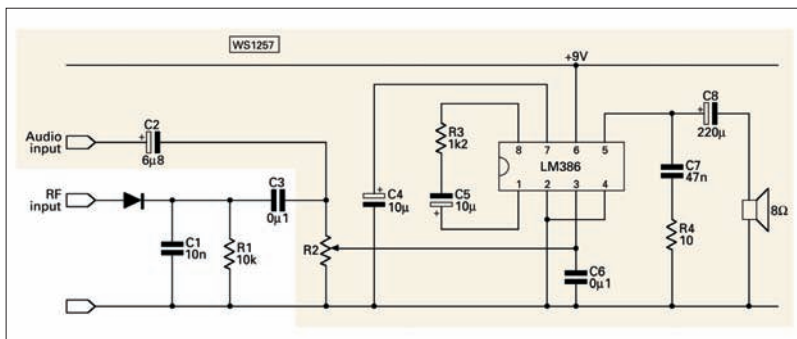 WS1257
+9V
C2
+
6µ8
Audio
input
RF
input
C3
0µ1
C1
10n
R1
10k
R2
+
C4
10µ
R3
1k2
C5
10µ
+
8 7 6 5
LM386
1 2 3 4
C6
0µ1
C8
+
220µ
C7
47n
R4
10
8Ω